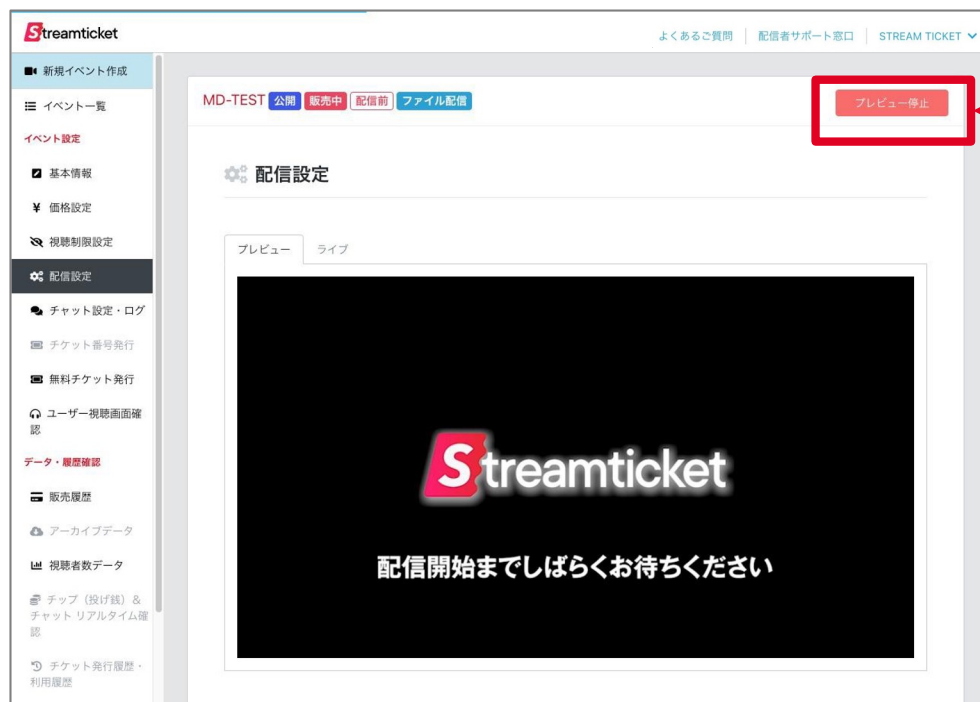 Streamticket
よくあるご質問
配信者サポート窓口
STREAM TICKET
新規イベント作成
イベント一覧
イベント設定
基本情報
価格設定
視聴制限設定
配信設定
チャット設定・ログ
チケット番号発行
無料チケット発行
ユーザー視聴画面確
認
データ・履歴確認
販売履歴
アーカイブデータ
視聴者数データ
チップ（投げ銭）&
チャット リアルタイム確
認
チケット発行履歴・
利用履歴
MD-TEST 公開 販売中 配信前 ファイル配信
プレビュー停止
配信設定
プレビュー ライブ
Streamticket
配信開始までしばらくお待ちください